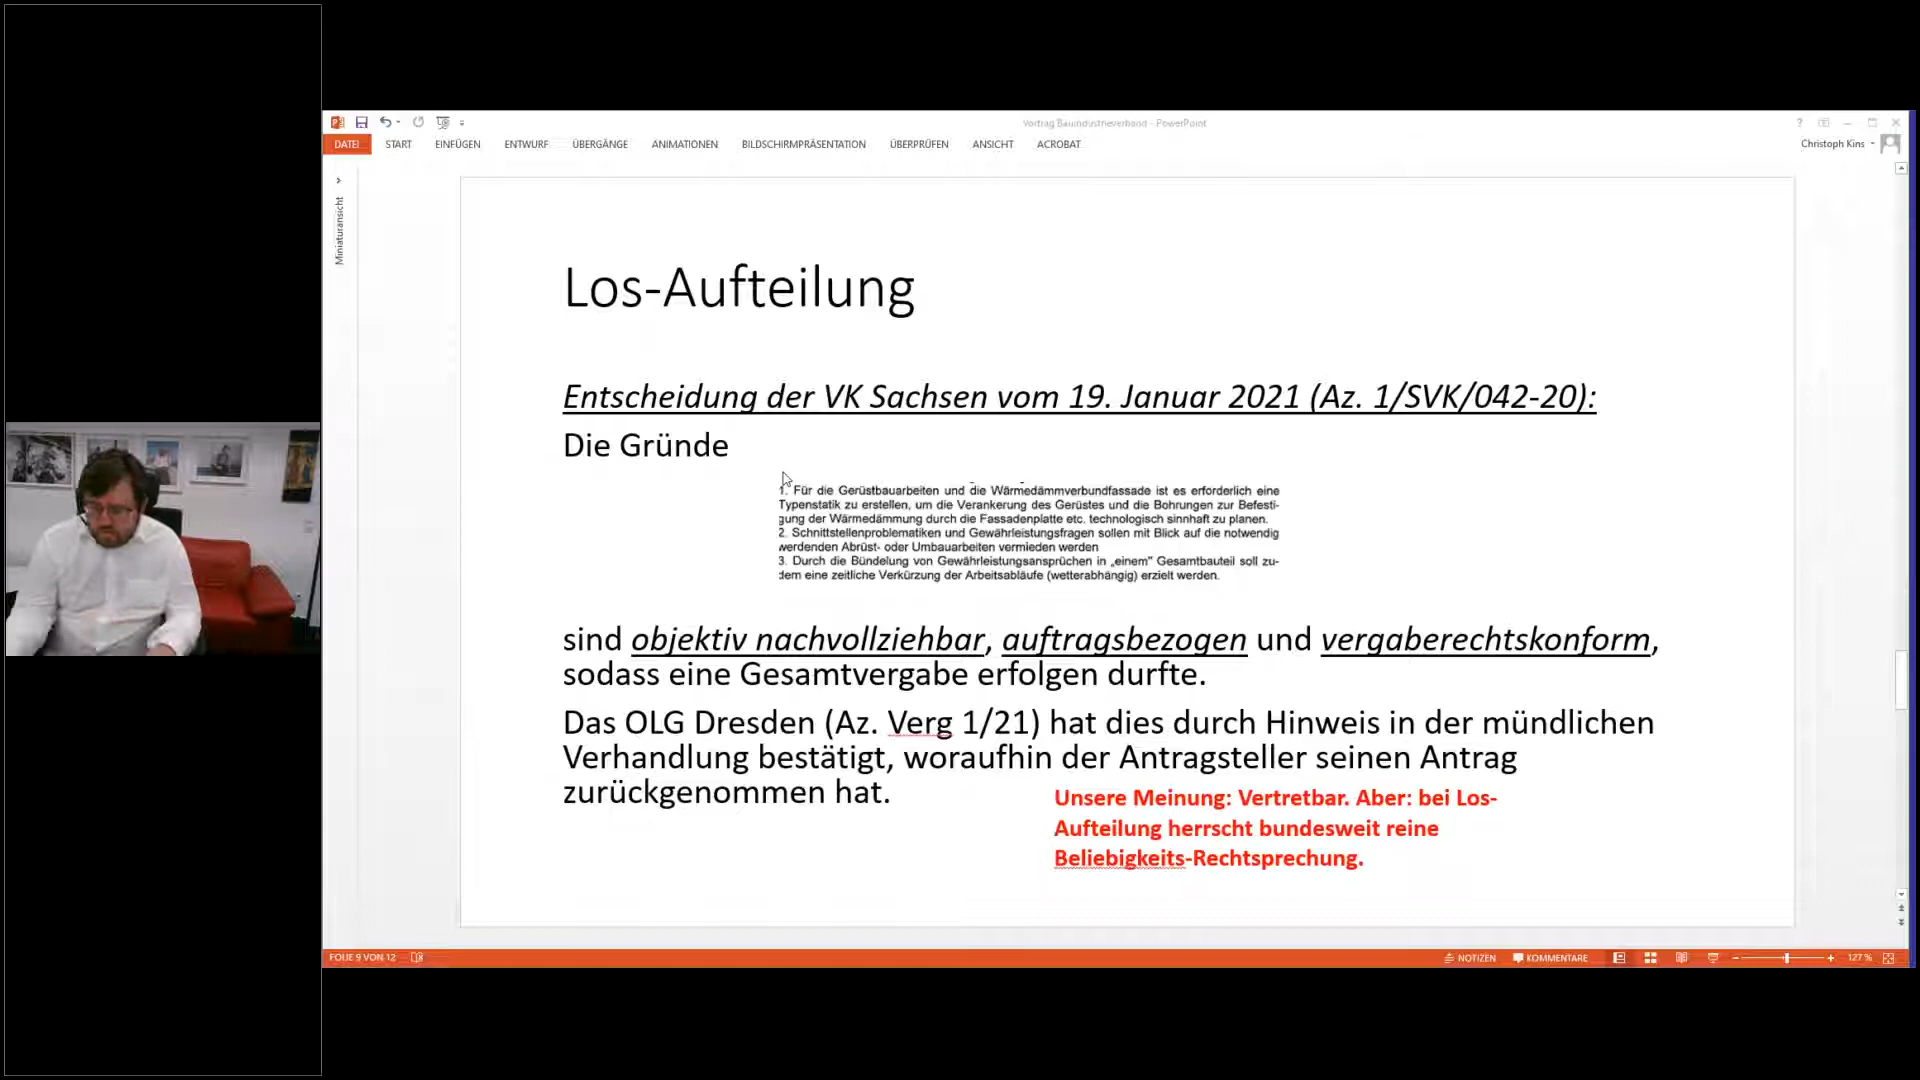 Vortrag Bauindustrieverband - PowerPoint
?
DATEI START EINFÜGEN ENTWURF ÜBERGÄNGE ANIMATIONEN BILDSCHIRMPRÄSENTATION ÜBERPRÜFEN ANSICHT ACROBAT
Christoph Kins
Miniaturansicht
Los-Aufteilung
Entscheidung der VK Sachsen vom 19. Januar 2021 (Az. 1/SVK/042-20):
Die Gründe
1. Für die Gerüstbauarbeiten und die Wärmedämmverbundfassade ist es erforderlich eine
Typenstatik zu erstellen, um die Verankerung des Gerüstes und die Bohrungen zur Befesti-
gung der Wärmedämmung durch die Fassadenplatte etc. technologisch sinnhaft zu planen.
2. Schnittstellenproblematiken und Gewährleistungsfragen sollen mit Blick auf die notwendig
werdenden Abrüst- oder Umbauarbeiten vermieden werden
3. Durch die Bündelung von Gewährleistungsansprüchen in „einem" Gesamtbauteil soll zu-
dem eine zeitliche Verkürzung der Arbeitsabläufe (wetterabhängig) erzielt werden.
sind objektiv nachvollziehbar, auftragsbezogen und vergaberechtskonform,
sodass eine Gesamtvergabe erfolgen durfte.
Das OLG Dresden (Az. Verg 1/21) hat dies durch Hinweis in der mündlichen
Verhandlung bestätigt, woraufhin der Antragsteller seinen Antrag
zurückgenommen hat.
Unsere Meinung: Vertretbar. Aber: bei Los-
Aufteilung herrscht bundesweit reine
Beliebigkeits-Rechtsprechung.
FOLIE 9 VON 12
NOTIZEN KOMMENTARE 127 %